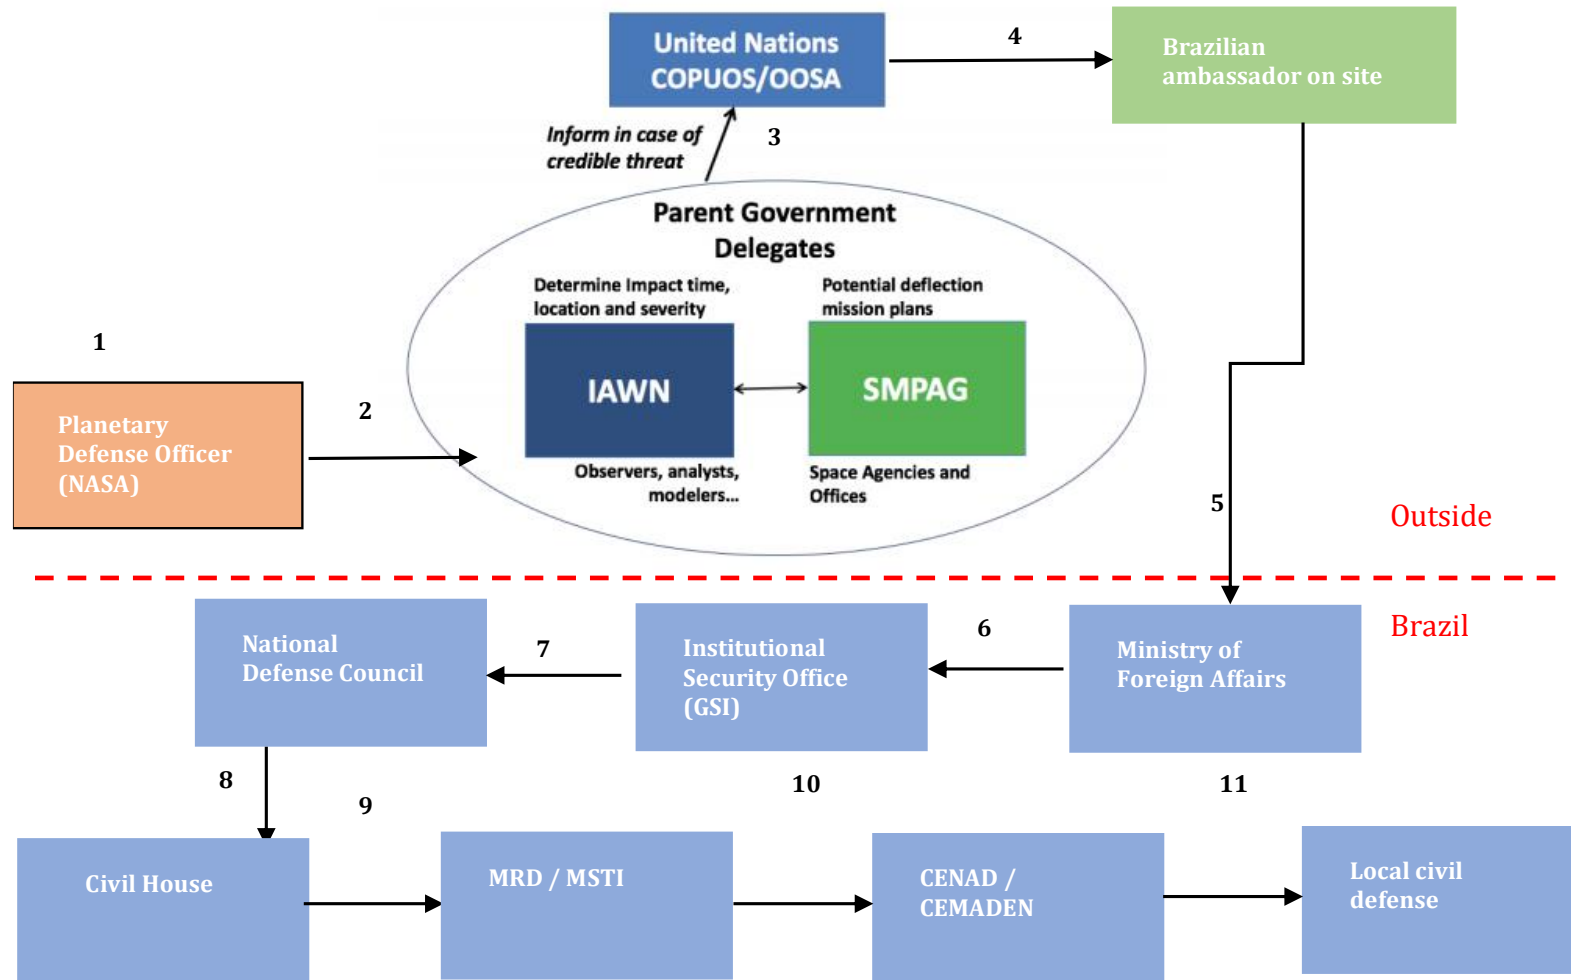 United Nations
COPUOS/OOSA
4
Brazilian
ambassador on site
Inform in case of
credible threat
3
Parent Government
Delegates
Determine Impact time,
location and severity
Potential deflection
mission plans
1
IAWN
SMPAG
2
Planetary
Defense Officer
(NASA)
Observers, analysts,
modelers...
Space Agencies and
Offices
5
Outside
Brazil
National
Defense Council
7
Institutional
Security Office
(GSI)
6
Ministry of
Foreign Affairs
8
9
10
11
Civil House
MRD / MSTI
CENAD /
CEMADEN
Local civil
defense